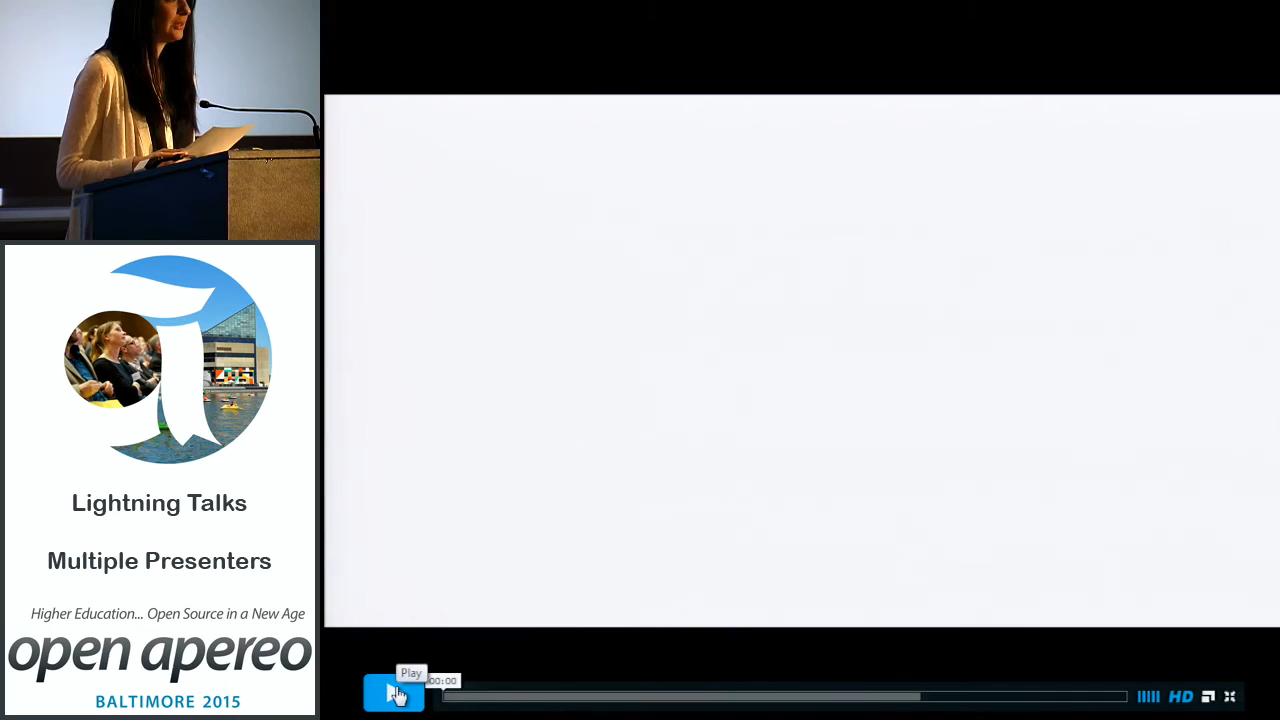 Lightning Talks
Multiple Presenters
Higher Education... Open Source in a New Age
open apereo
BALTIMORE 2015
Play
00:00
HD